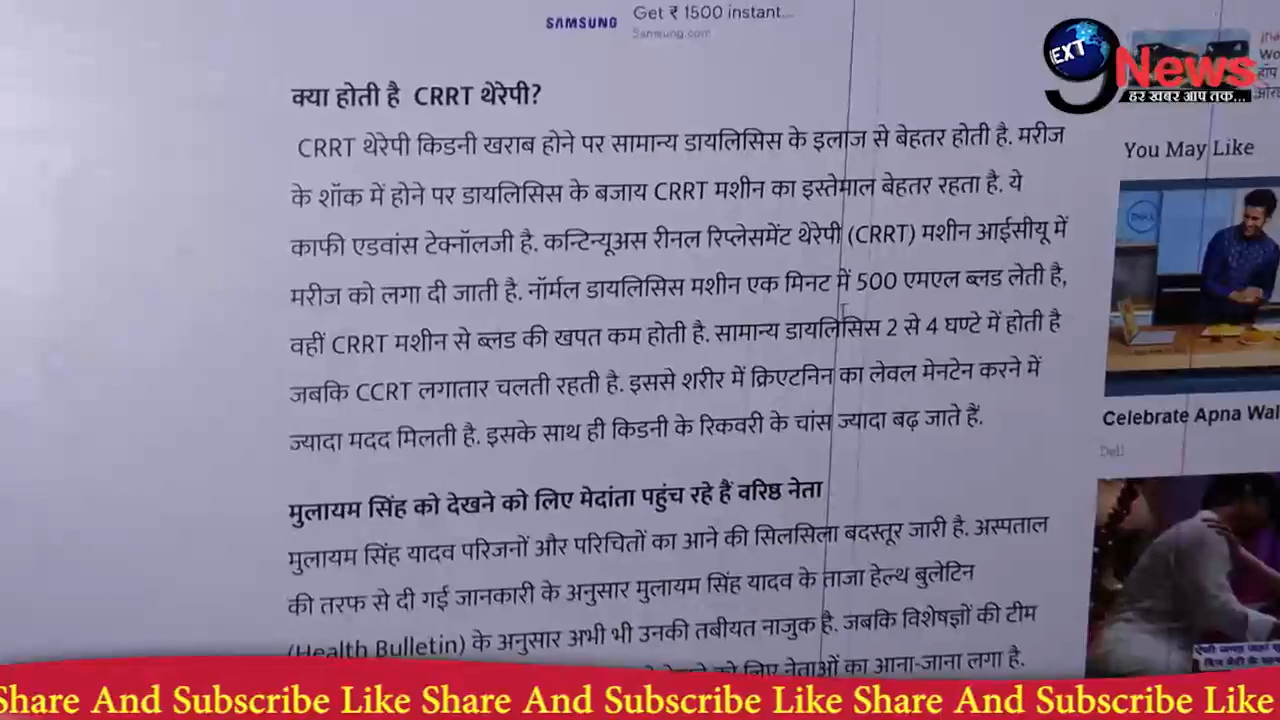 SAMSUNG
Get ₹ 1500 instant...
Samsung.com
NEXT
9 News
हर खबर आप तक...
क्या होती है CRRT थेरेपी?
CRRT थेरेपी किडनी खराब होने पर सामान्य डायलिसिस के इलाज से बेहतर होती है. मरीज
के शॉक में होने पर डायलिसिस के बजाय CRRT मशीन का इस्तेमाल बेहतर रहता है. ये
काफी एडवांस टेक्नॉलजी है. कन्टिन्यूअस रीनल रिप्लेसमेंट थेरेपी (CRRT) मशीन आईसीयू में
मरीज को लगा दी जाती है. नॉर्मल डायलिसिस मशीन एक मिनट में 500 एमएल ब्लड लेती है,
वहीं CRRT मशीन से ब्लड की खपत कम होती है. सामान्य डायलिसिस 2 से 4 घण्टे में होती है
जबकि CCRT लगातार चलती रहती है. इससे शरीर में क्रिएटनिन का लेवल मेनटेन करने में
ज्यादा मदद मिलती है. इसके साथ ही किडनी के रिकवरी के चांस ज्यादा बढ़ जाते हैं.
मुलायम सिंह को देखने को लिए मेदांता पहुंच रहे हैं वरिष्ठ नेता
मुलायम सिंह यादव परिजनों और परिचितों का आने की सिलसिला बदस्तूर जारी है. अस्पताल
की तरफ से दी गई जानकारी के अनुसार मुलायम सिंह यादव के ताजा हेल्थ बुलेटिन
(Health Bulletin) के अनुसार अभी भी उनकी तबीयत नाजुक है. जबकि विशेषज्ञों की टीम
को लिए नेताओं का आना-जाना लगा है.
You May Like
DELL
Celebrate Apna Wal
Dell
Share And Subscribe Like Share And Subscribe Like Share And Subscribe Like